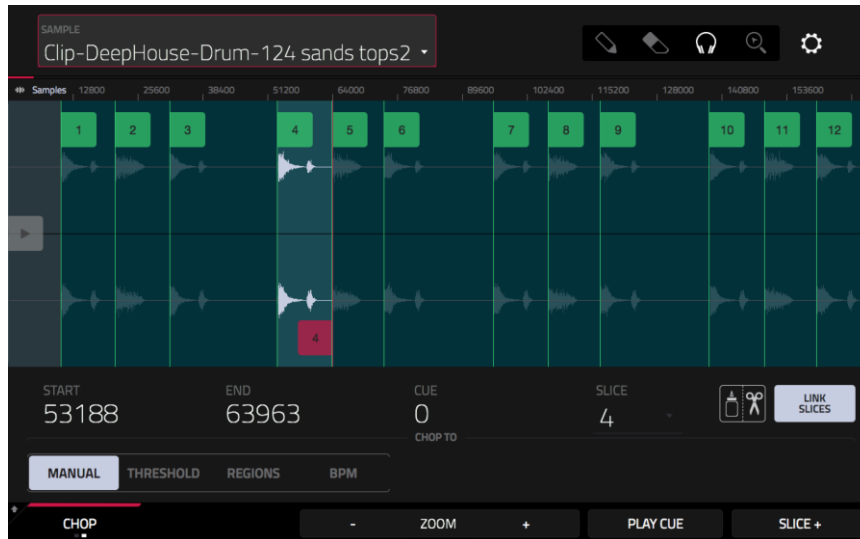 SAMPLE
Clip-DeepHouse-Drum-124 sands tops2
Samples 12800 25600 38400 51200 64000 76800 89600 102400 115200 128000 140800 153600
1 2 3 4 5 6 7 8 9 10 11 12
4
START END CUE SLICE
53188 63963 0 4
LINK SLICES
CHOP TO
MANUAL THRESHOLD REGIONS BPM
CHOP - ZOOM + PLAY CUE SLICE +